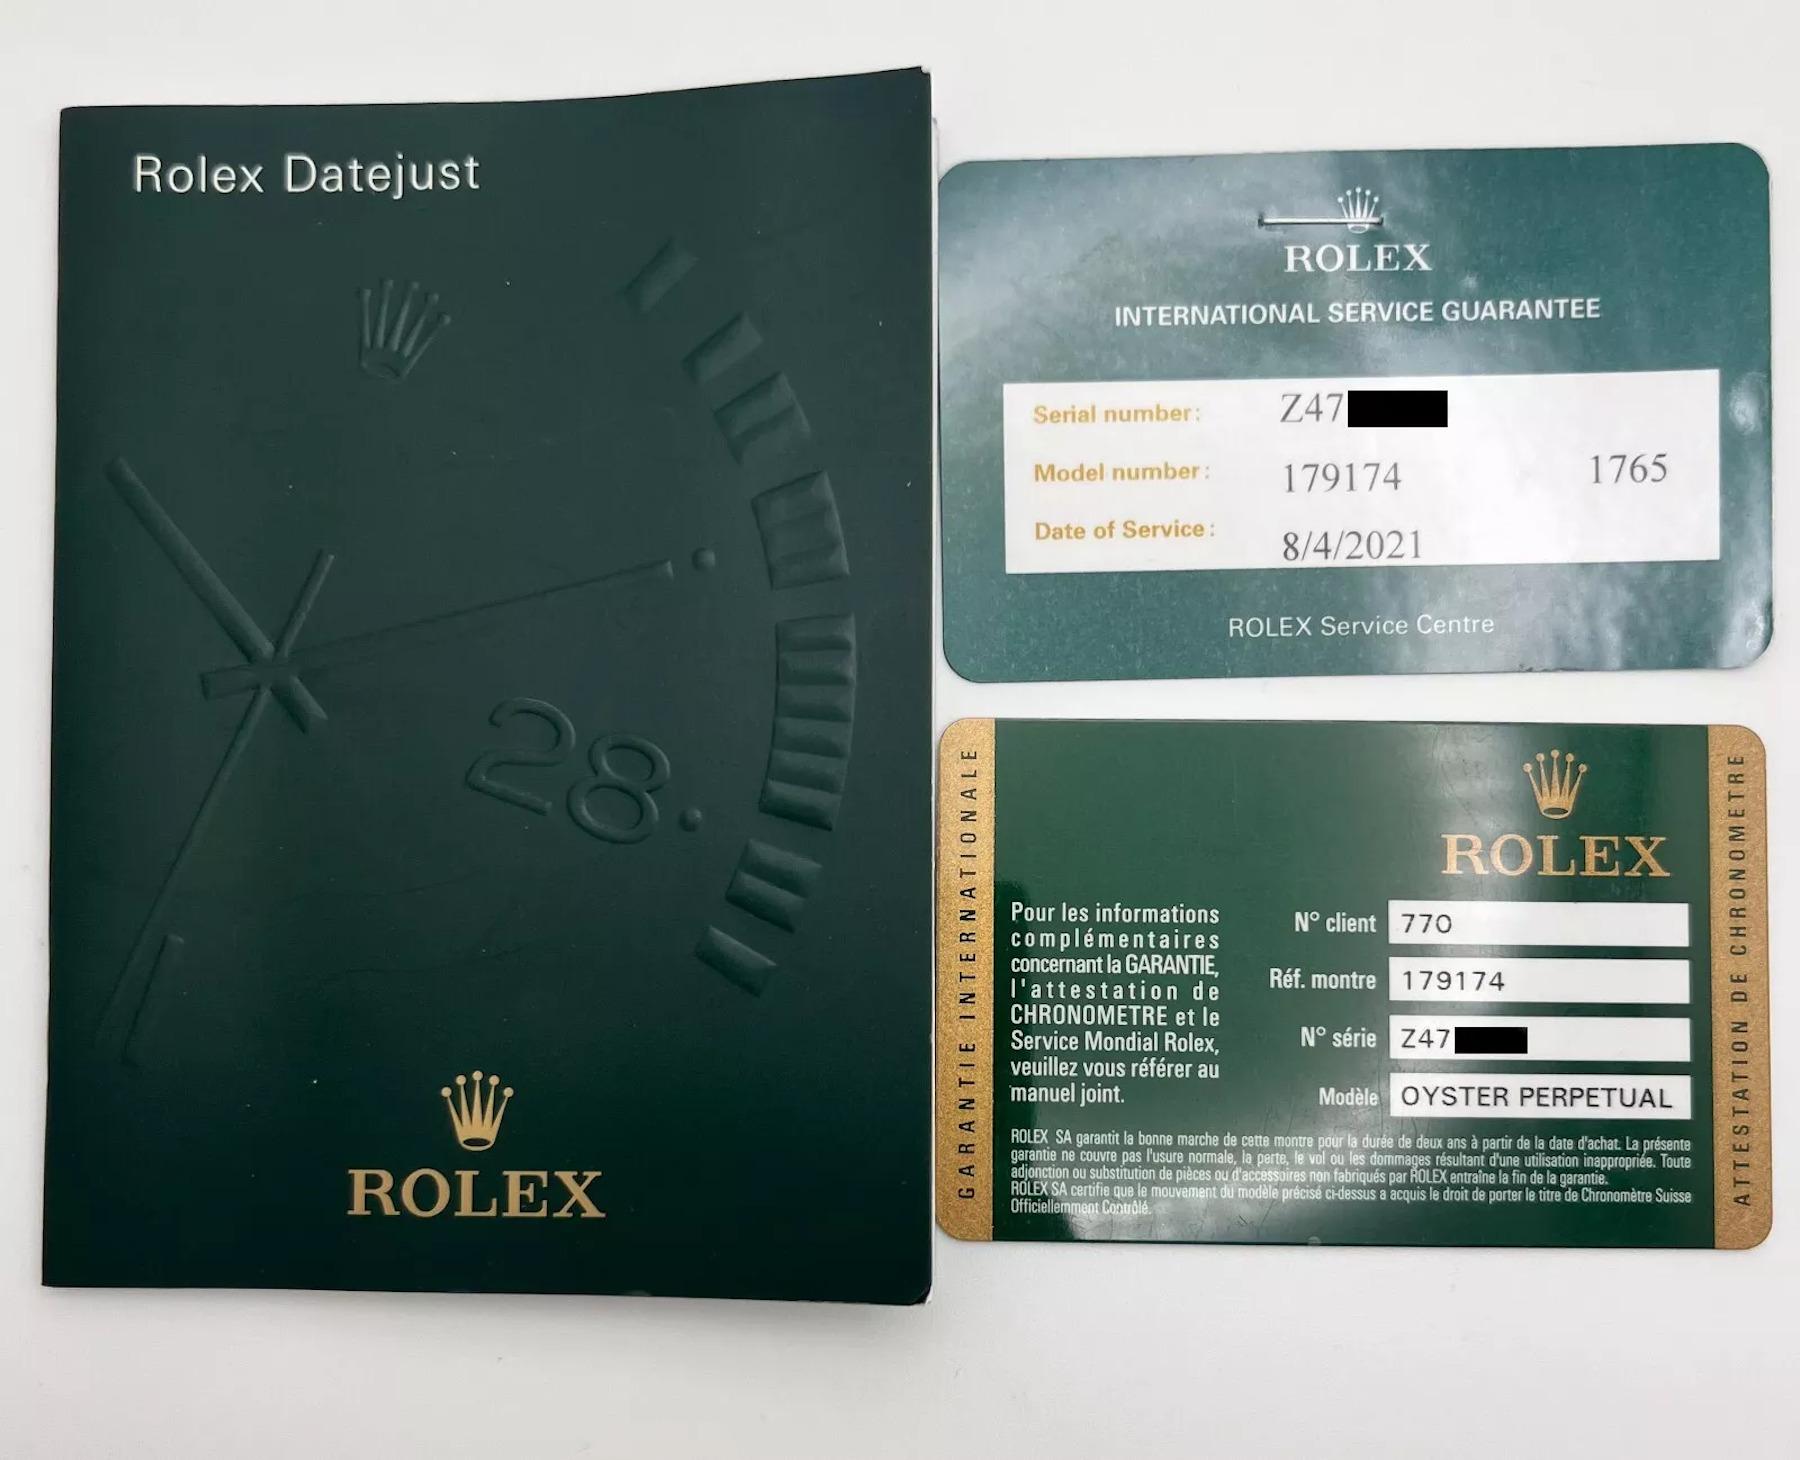 Rolex Datejust
28
ROLEX
ROLEX
INTERNATIONAL SERVICE GUARANTEE
Serial number: Z47
Model number: 179174 1765
Date of Service: 8/4/2021
ROLEX Service Centre
GARANTIE INTERNATIONALE
ROLEX
Pour les informations
complémentaires
concernant la GARANTIE,
l'attestation de
CHRONOMETRE et le
Service Mondial Rolex,
veuillez vous référer au
manuel joint.
N° client 770
Réf. montre 179174
N° série Z47
Modèle OYSTER PERPETUAL
ROLEX SA garantit la bonne marche de cette montre pour la durée de deux ans à partir de la date d'achat. La présente
garantie ne couvre pas l'usure normale, la perte, le vol ou les dommages résultant d'une utilisation inappropriée. Toute
adjonction ou substitution de pièces ou d'accessoires non fabriqués par ROLEX entraîne la fin de la garantie.
ROLEX SA certifie que le mouvement du modèle précisé ci-dessus a acquis le droit de porter le titre de Chronomètre Suisse
Officiellement Contrôlé.
ATTESTATION DE CHRONOMETRE